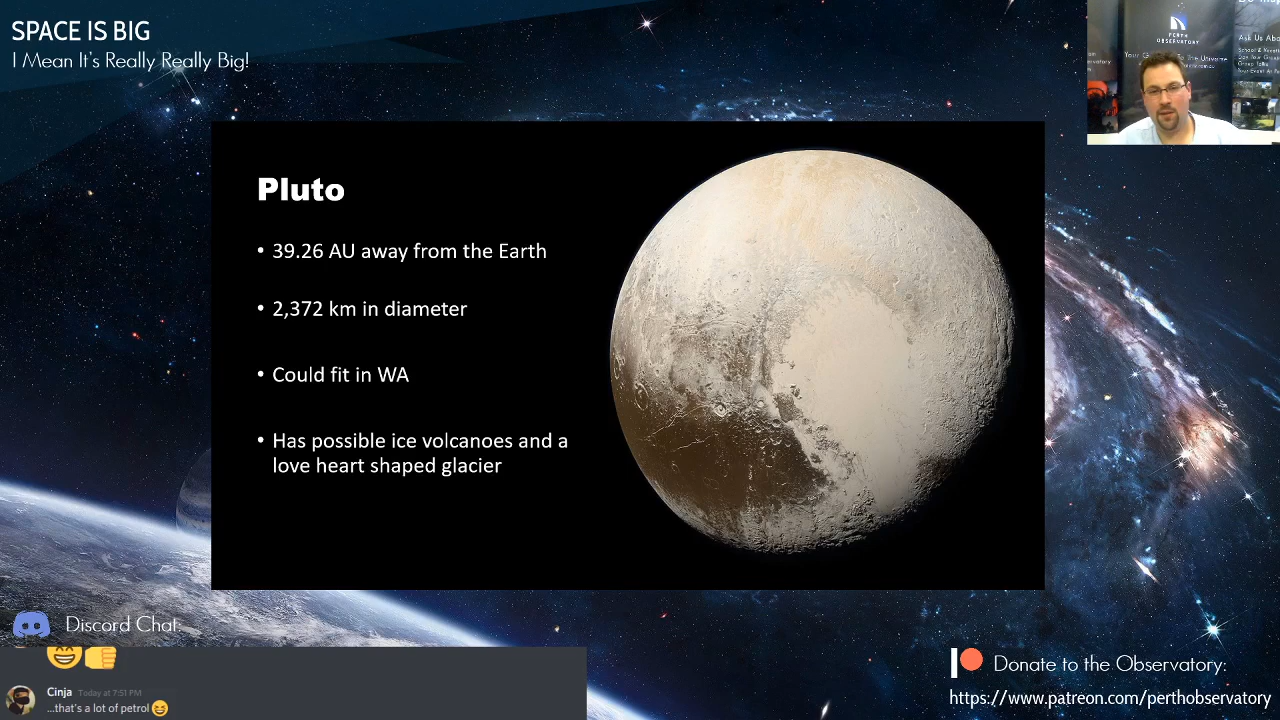 SPACE IS BIG
I Mean It's Really Really Big!
PERTH
OBSERVATORY
Ask Us Abo
Pluto
• 39.26 AU away from the Earth
• 2,372 km in diameter
• Could fit in WA
• Has possible ice volcanoes and a
love heart shaped glacier
Discord Chat:
Cinja Today at 7:51 PM
...that's a lot of petrol
Donate to the Observatory:
https://www.patreon.com/perthobservatory